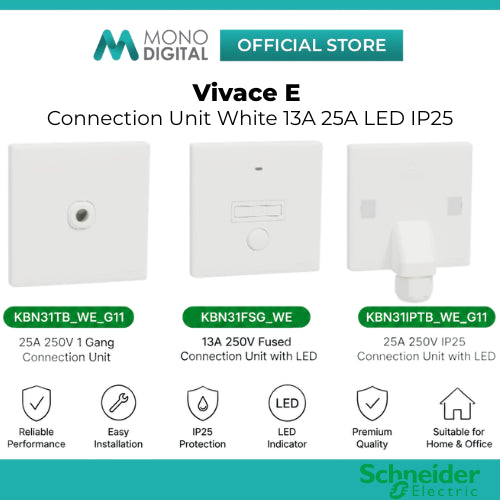 MONO
DIGITAL
OFFICIAL STORE
Vivace E
Connection Unit White 13A 25A LED IP25
KBN31TB_WE_G11
25A 250V 1 Gang
Connection Unit
KBN31FSG_WE
13A 250V Fused
Connection Unit with LED
KBN31IPTB_WE_G11
25A 250V IP25
Connection Unit with LED
Reliable
Performance
Easy
Installation
IP25
Protection
LED
LED
Indicator
Premium
Quality
Suitable for
Home & Office
Schneider
Electric